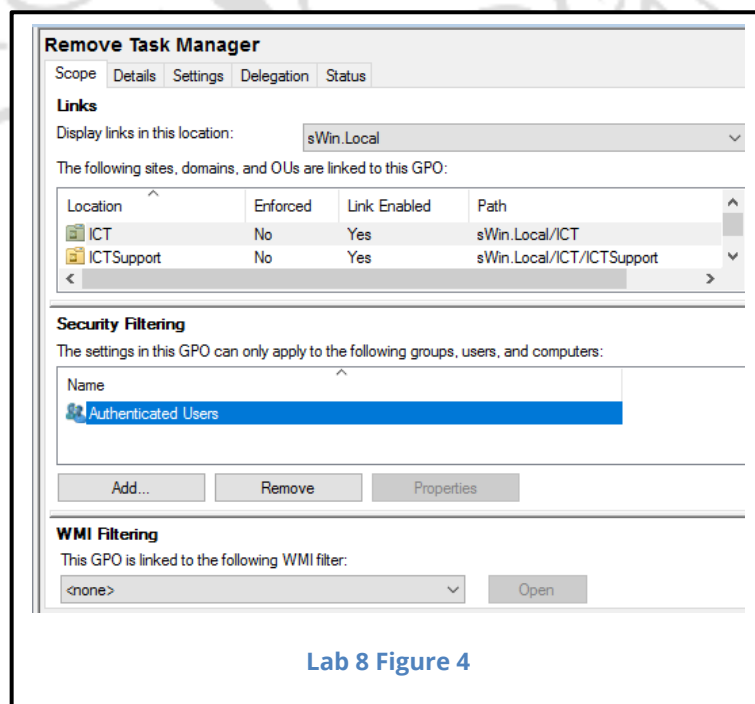 Remove Task Manager
Scope Details Settings Delegation Status
Links
Display links in this location: sWin.Local
The following sites, domains, and OUs are linked to this GPO:
Location Enforced Link Enabled Path
ICT No Yes sWin.Local/ICT
ICTSupport No Yes sWin.Local/ICT/ICTSupport
Security Filtering
The settings in this GPO can only apply to the following groups, users, and computers:
Name
Authenticated Users
Add... Remove Properties
WMI Filtering
This GPO is linked to the following WMI filter:
<none> Open
Lab 8 Figure 4